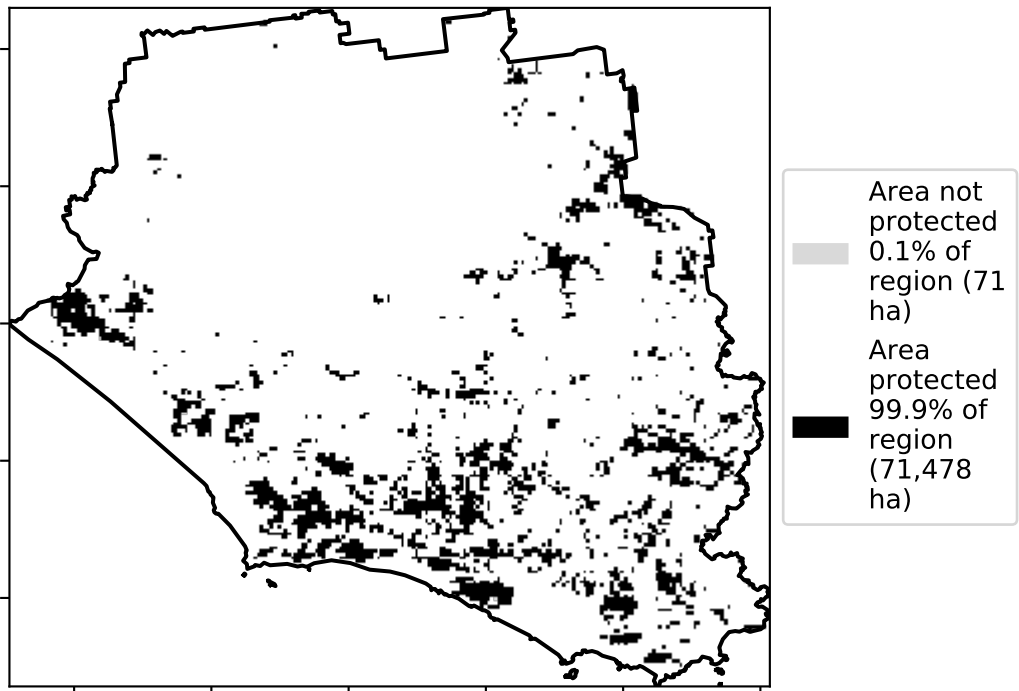 Area not
protected
0.1% of
region (71
ha)
Area
protected
99.9% of
region
(71,478
ha)